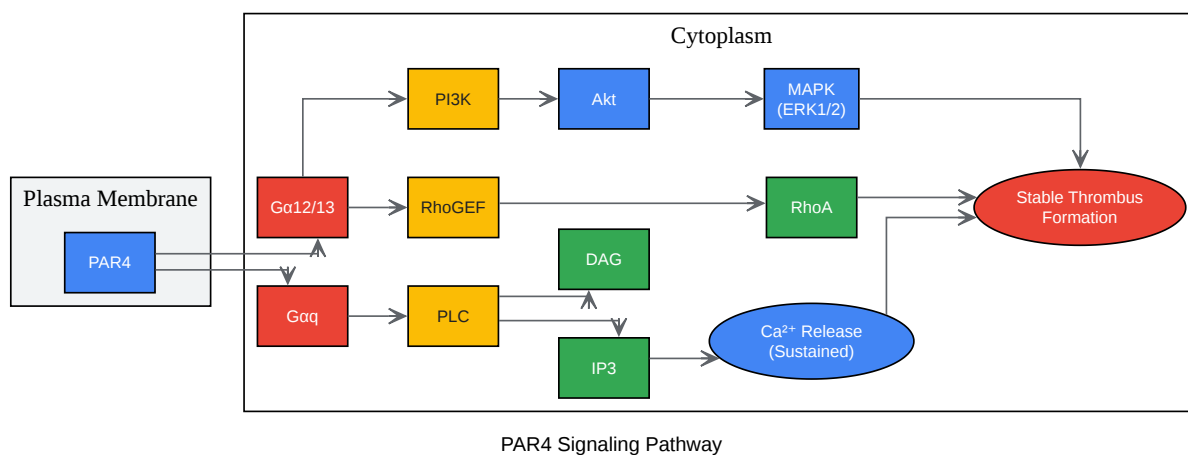 Cytoplasm
PI3K
Akt
MAPK
(ERK1/2)
Plasma Membrane
PAR4
Gα12/13
RhoGEF
RhoA
Stable Thrombus
Formation
DAG
Gαq
PLC
IP3
Ca²⁺ Release
(Sustained)
PAR4 Signaling Pathway